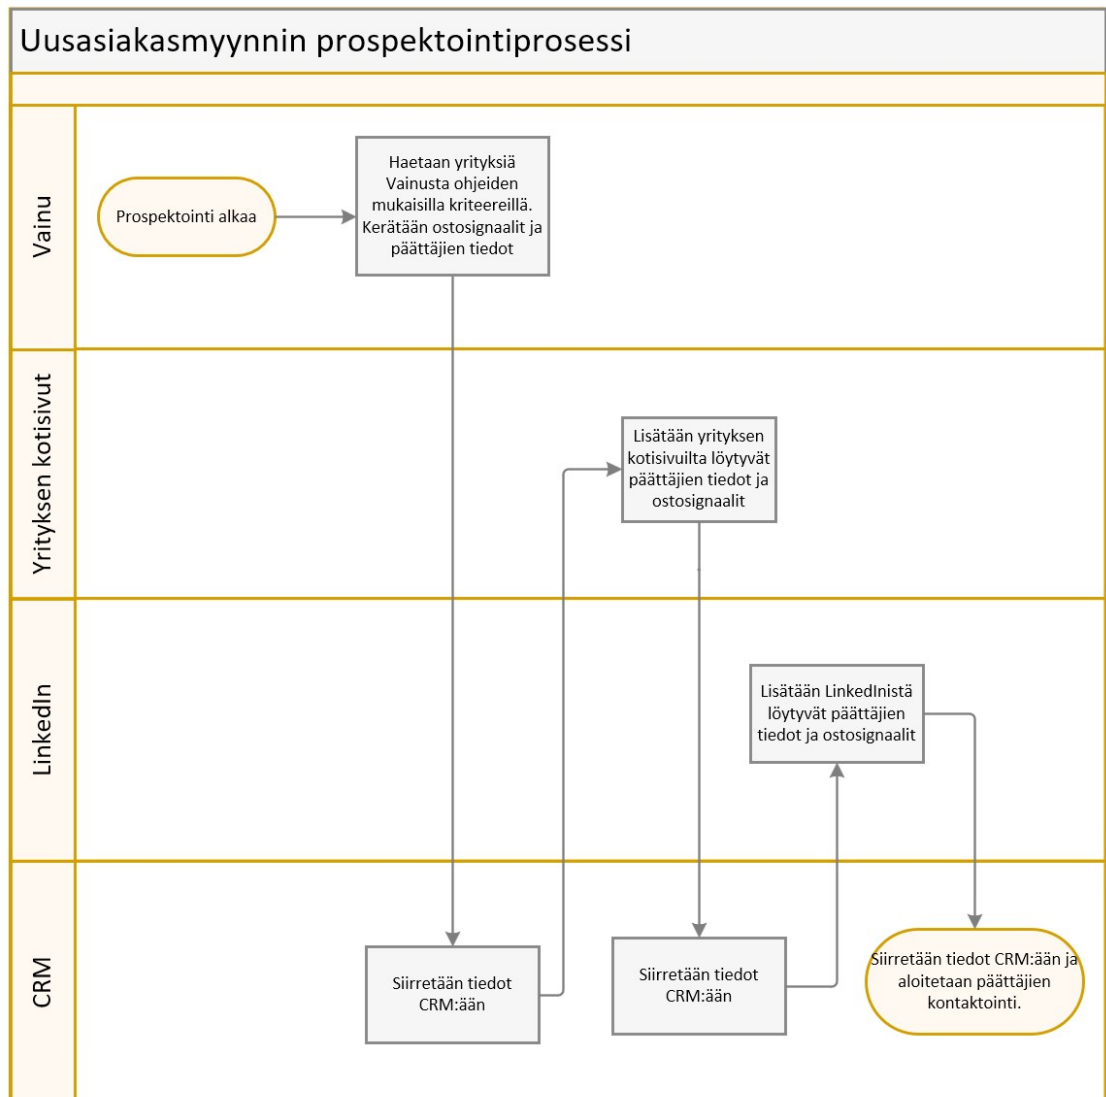 Uusasiakasmyynnin prospektointiprosessi
Vainu
Prospektointi alkaa
Haetaan yrityksiä
Vainusta ohjeiden
mukaisilla kriteereillä.
Kerätään ostosignaalit ja
päättäjien tiedot
Yrityksen kotisivut
Lisätään yrityksen
kotisivuilta löytyvät
päättäjien tiedot ja
ostosignaalit
LinkedIn
Lisätään LinkedInistä
löytyvät päättäjien
tiedot ja ostosignaalit
CRM
Siirretään tiedot
CRM:ään
Siirretään tiedot
CRM:ään
Siirretään tiedot CRM:ään ja
aloitetaan päättäjien
kontaktointi.